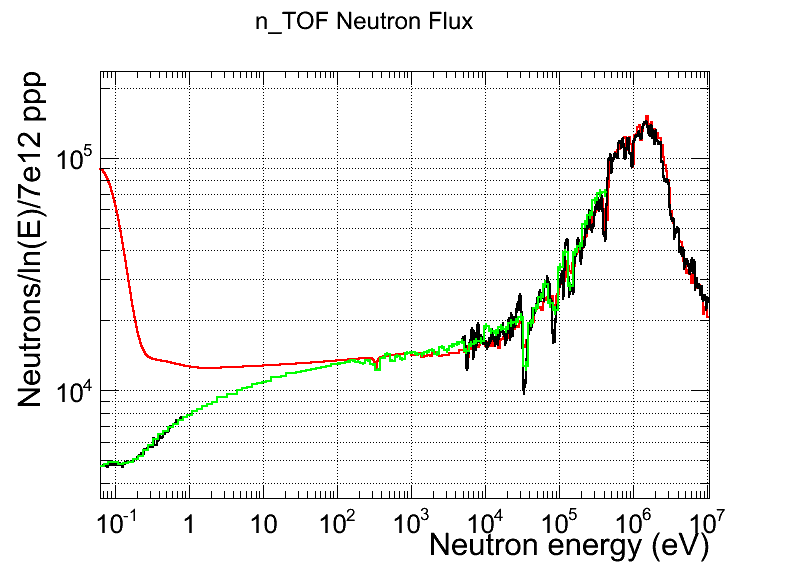 n_TOF Neutron Flux
Neutrons/ln(E)/7e12 ppp
10^5
10^4
10^-1 1 10 10^2 10^3 10^4 10^5 10^6 10^7
Neutron energy (eV)